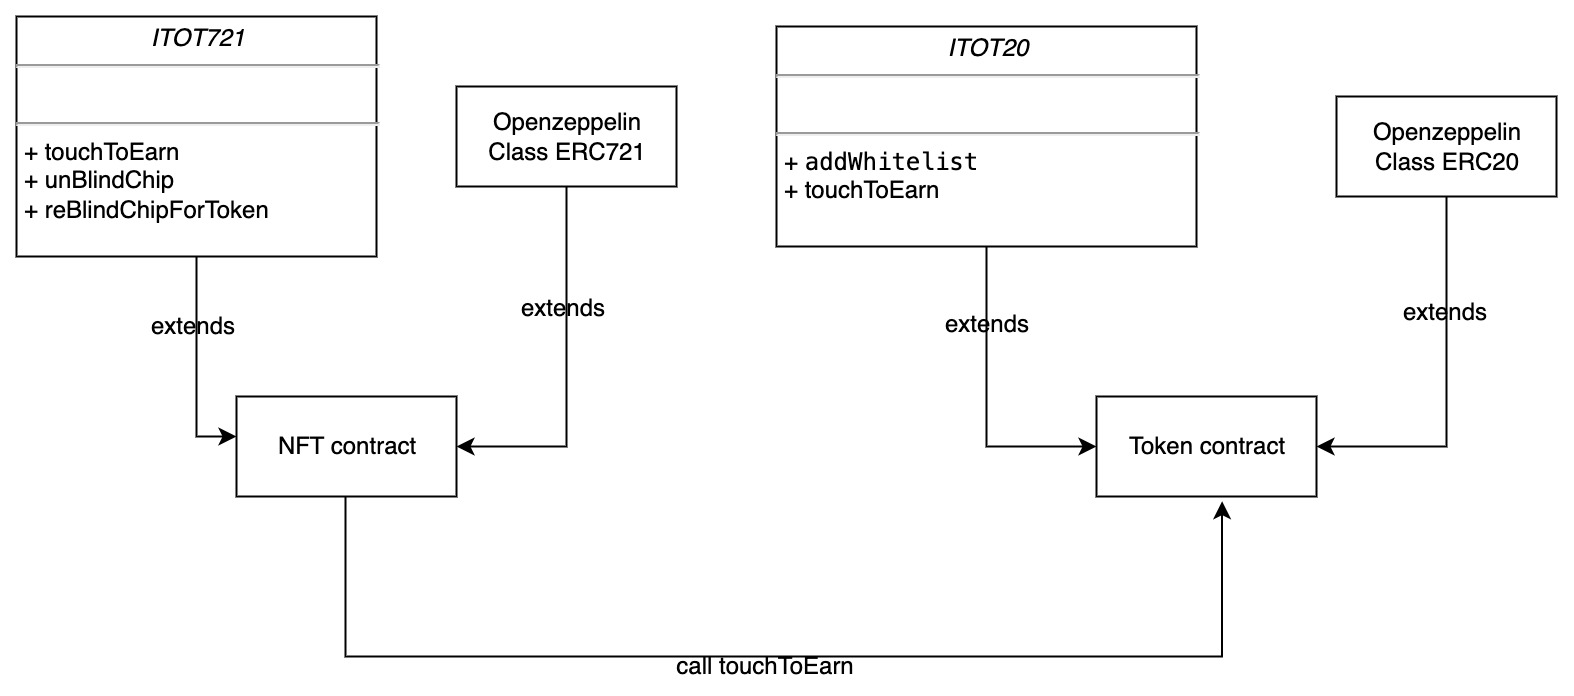 ITOT721
+ touchToEarn
+ unBlindChip
+ reBlindChipForToken
Openzeppelin
Class ERC721
ITOT20
+ addWhitelist
+ touchToEarn
Openzeppelin
Class ERC20
extends
extends
extends
extends
NFT contract
Token contract
call touchToEarn